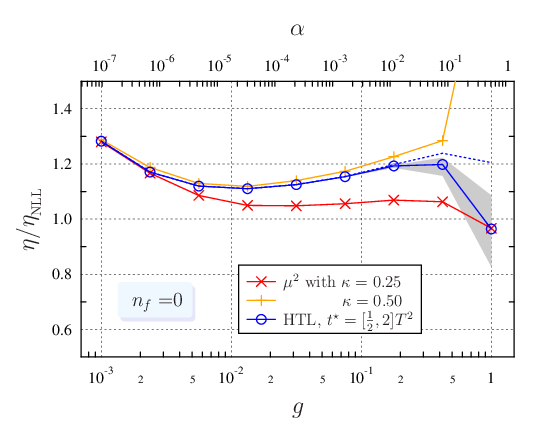 α
10⁻⁷ 10⁻⁶ 10⁻⁵ 10⁻⁴ 10⁻³ 10⁻² 10⁻¹ 1
1.4
1.2
1.0
0.8
0.6
η/η_NLL
μ² with κ = 0.25
κ = 0.50
HTL, t* = [½, 2]T²
n_f =0
10⁻³ 2 5 10⁻² 2 5 10⁻¹ 2 5 1
g